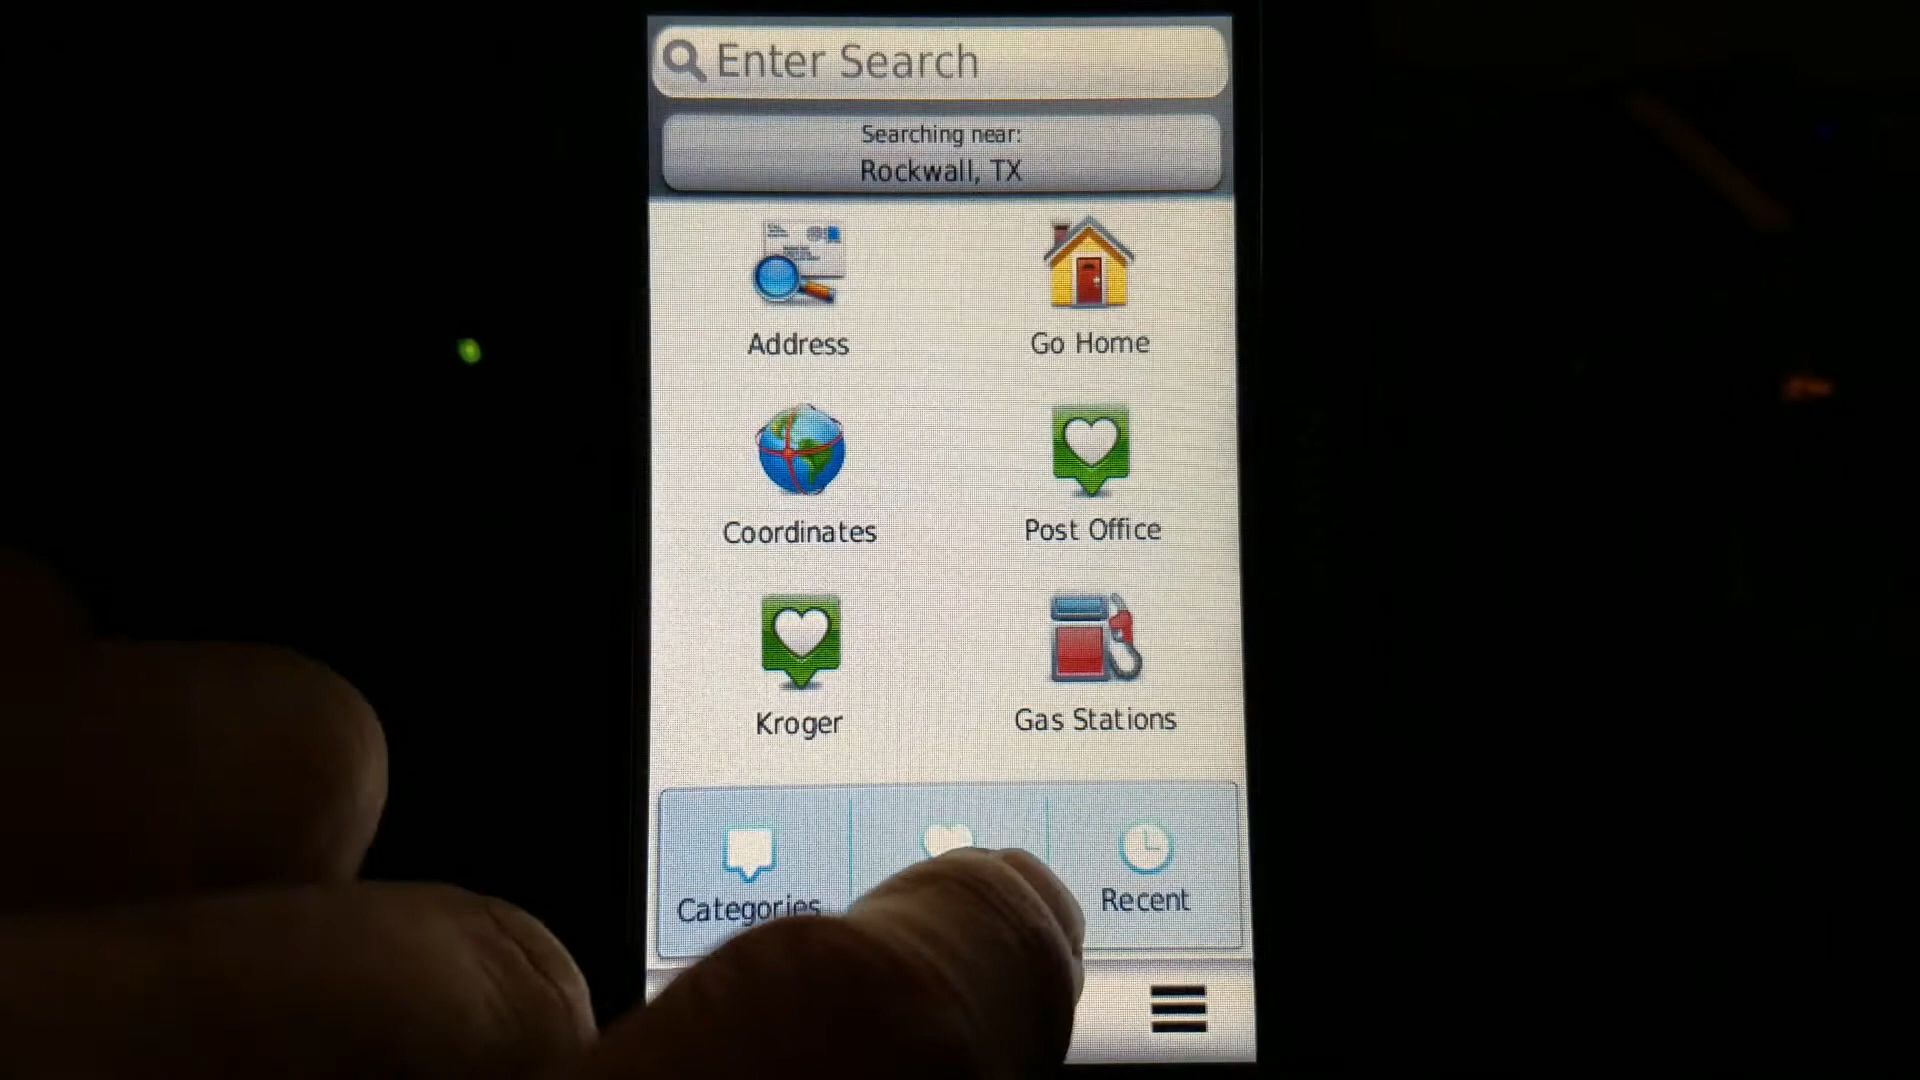 Enter Search
Searching near:
Rockwall, TX
Address
Go Home
Coordinates
Post Office
Kroger
Gas Stations
Categories
Recent